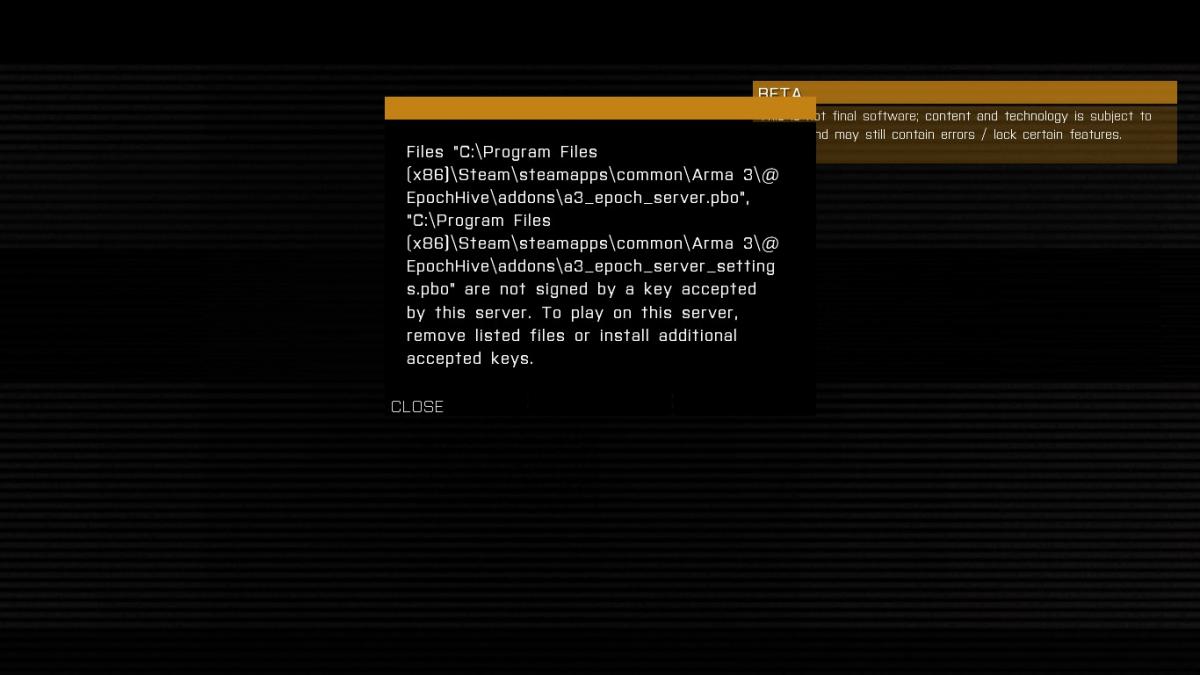 BETA
not final software; content and technology is subject to
and may still contain errors / lack certain features.
Files "C:\Program Files
(x86)\Steam\steamapps\common\Arma 3\@
EpochHive\addons\a3_epoch_server.pbo",
"C:\Program Files
(x86)\Steam\steamapps\common\Arma 3\@
EpochHive\addons\a3_epoch_server_setting
s.pbo" are not signed by a key accepted
by this server. To play on this server,
remove listed files or install additional
accepted keys.
CLOSE